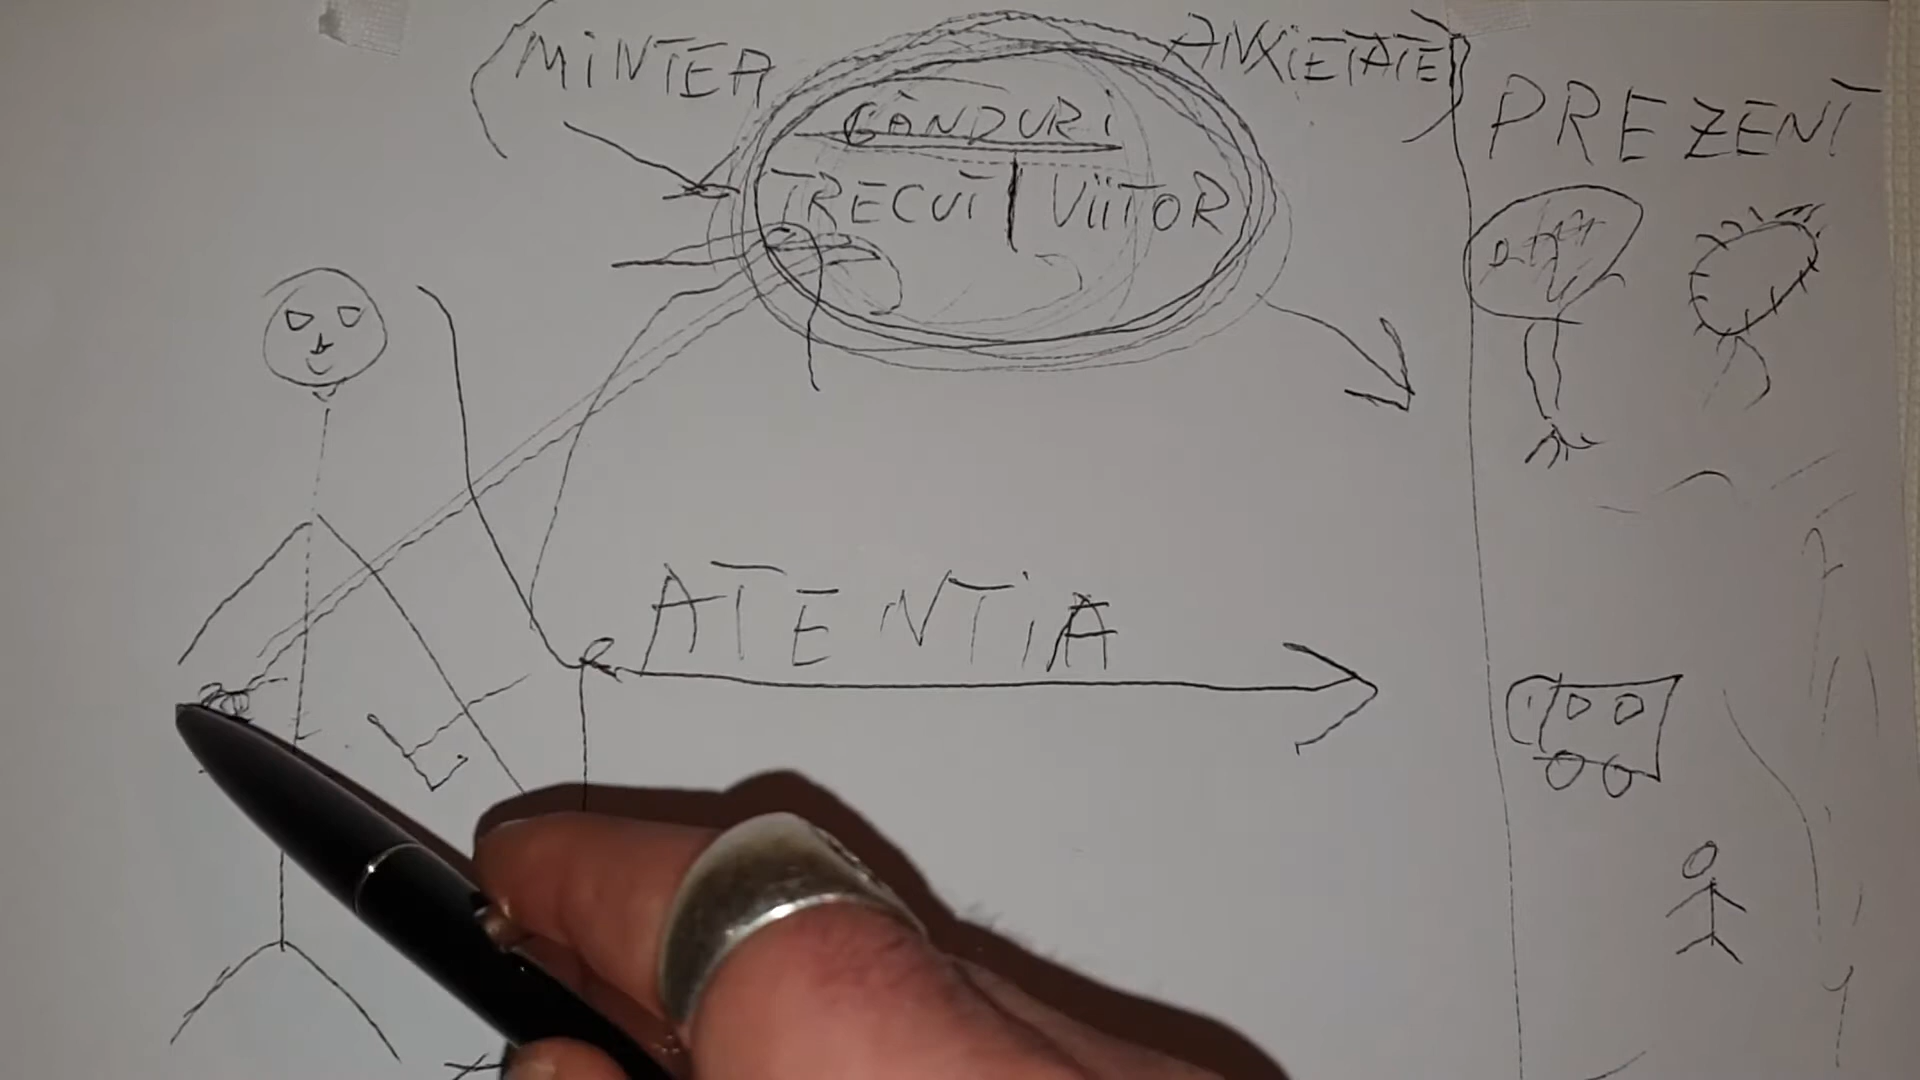 MINTEA
ANXIETATE
PREZENT
GÂNDURI
TRECUT | VIITOR
ATENTIA